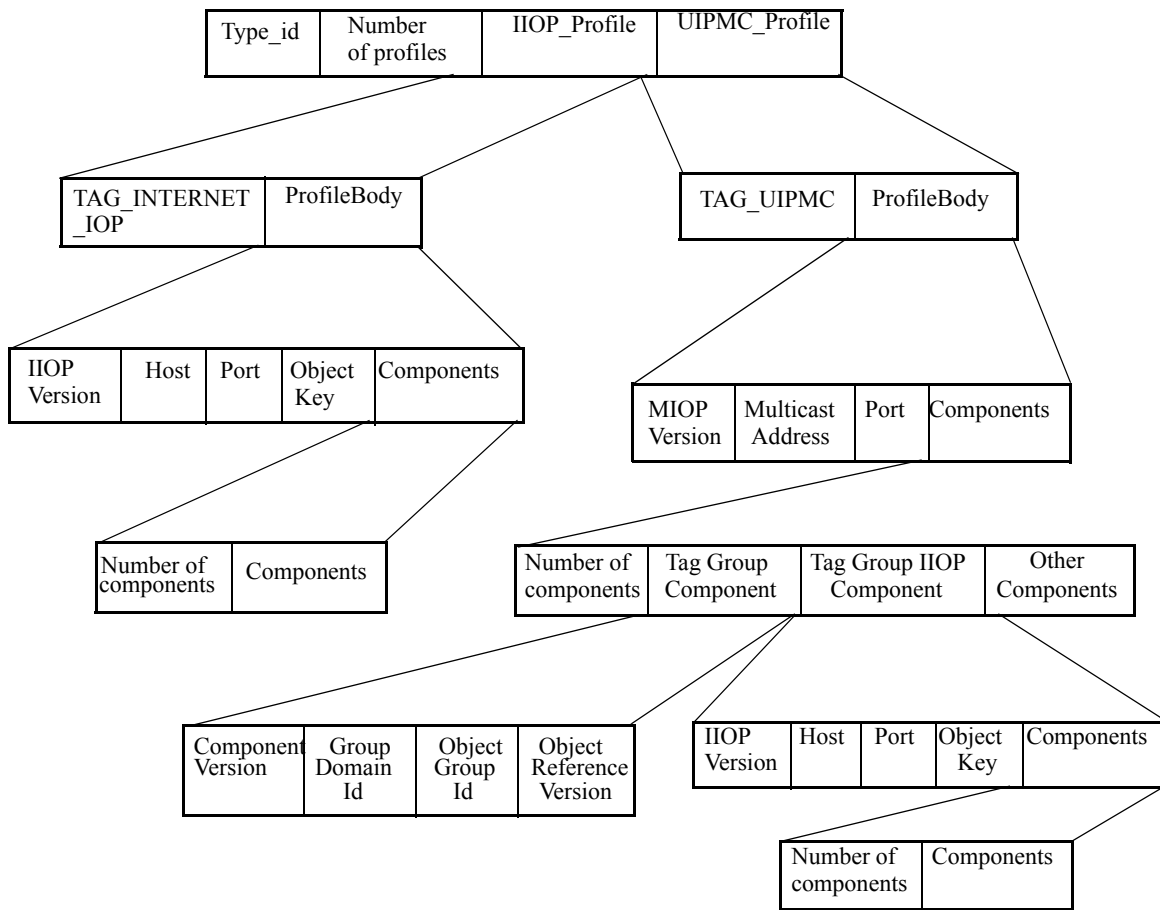 Type_id
Number
of profiles
IIOP_Profile
UIPMC_Profile
TAG_INTERNET
_IOP
ProfileBody
TAG_UIPMC
ProfileBody
IIOP
Version
Host
Port
Object
Key
Components
MIOP
Version
Multicast
Address
Port
Components
Number of
components
Components
Number of
components
Tag Group
Component
Tag Group IIOP
Component
Other
Components
Component
Version
Group
Domain
Id
Object
Group
Id
Object
Reference
Version
IIOP
Version
Host
Port
Object
Key
Components
Number of
components
Components